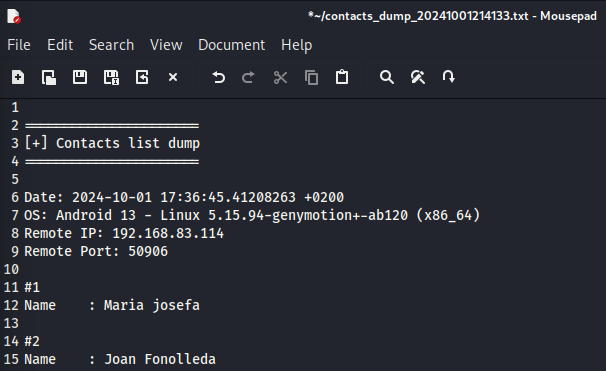 *~/contacts_dump_20241001214133.txt - Mousepad
File Edit Search View Document Help
1
2 ======================
3 [+] Contacts list dump
4 ======================
5
6 Date: 2024-10-01 17:36:45.41208263 +0200
7 OS: Android 13 - Linux 5.15.94-genymotion+-ab120 (x86_64)
8 Remote IP: 192.168.83.114
9 Remote Port: 50906
10
11 #1
12 Name    : Maria josefa
13
14 #2
15 Name    : Joan Fonolleda